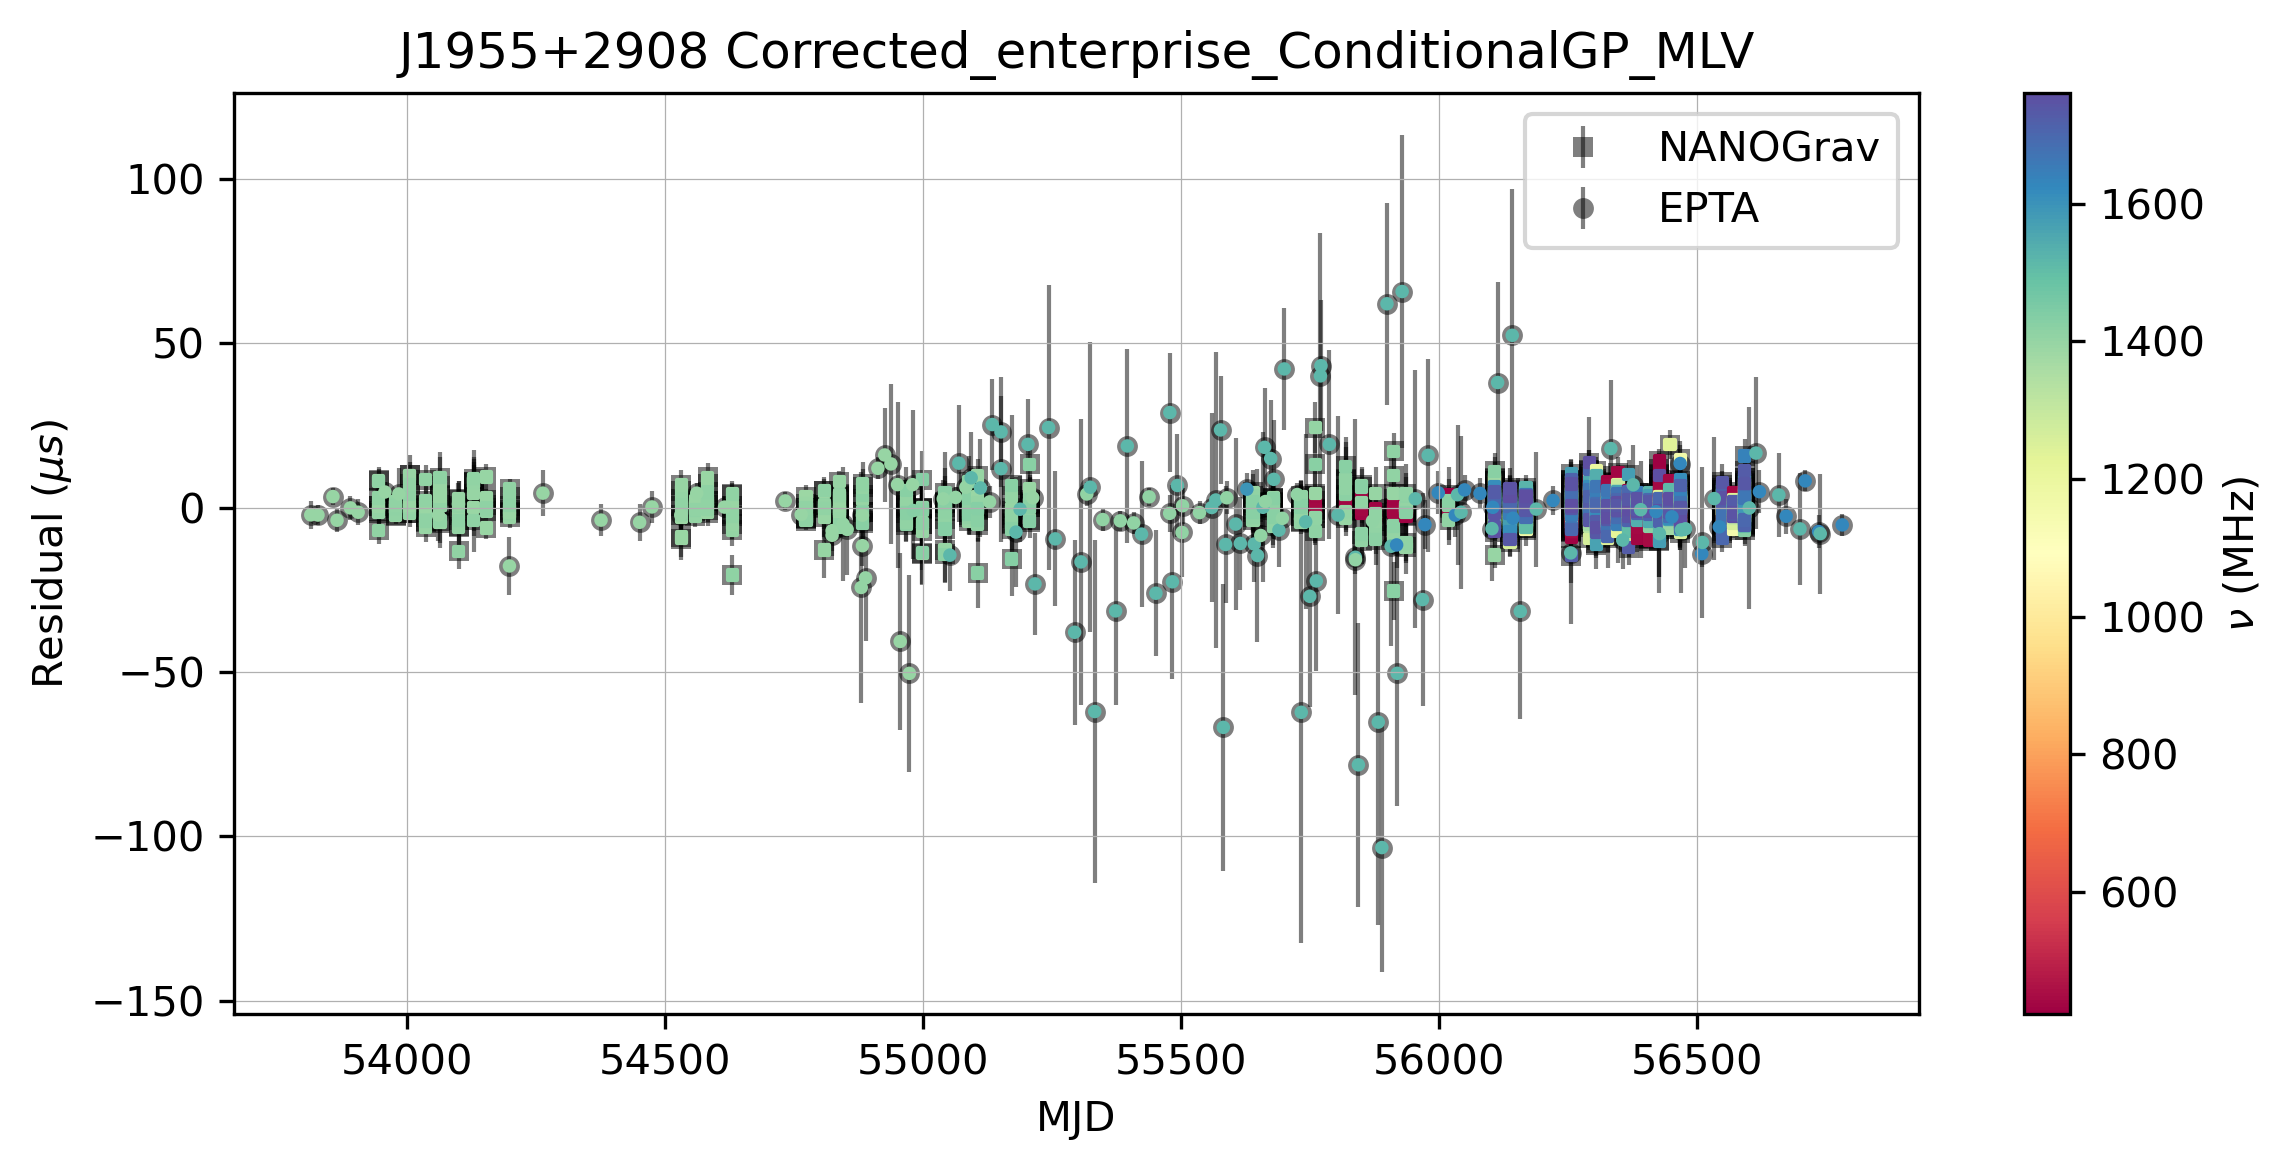 J1955+2908 Corrected_enterprise_ConditionalGP_MLV
NANOGrav
EPTA
Residual (μs)
100
50
0
−50
−100
−150
54000 54500 55000 55500 56000 56500
MJD
1600
1400
1200
1000
800
600
ν (MHz)